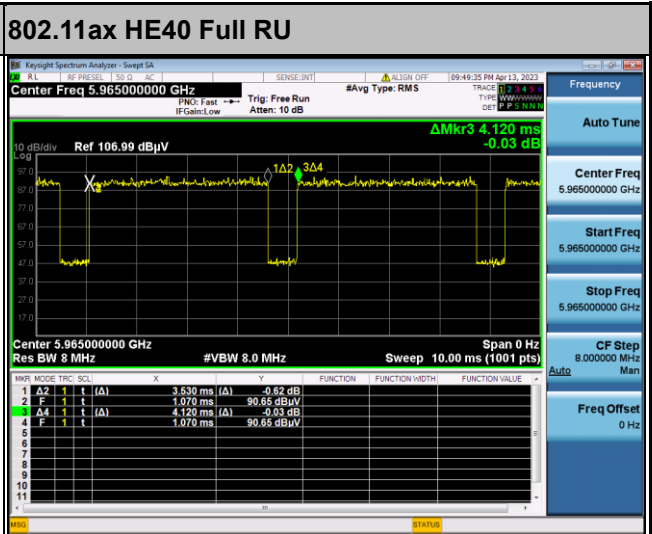 802.11ax HE40 Full RU
Keysight Spectrum Analyzer - Swept SA
RL RF PRESEL 50 Ω AC SENSE:INT ALIGN OFF 09:49:35 PM Apr 13, 2023
Center Freq 5.965000000 GHz #Avg Type: RMS TRACE 1 2 3 4 5 6
PNO: Fast Trig: Free Run TYPE WWWWWW
IFGain:Low Atten: 10 dB DET P P S N N N
Frequency
ΔMkr3 4.120 ms
-0.03 dB
10 dB/div Ref 106.99 dBµV
Log
97.0
87.0
77.0
67.0
57.0
47.0
37.0
27.0
17.0
1Δ2 3Δ4
Center 5.965000000 GHz Span 0 Hz
Res BW 8 MHz #VBW 8.0 MHz Sweep 10.00 ms (1001 pts)
MKR MODE TRC SCL X Y FUNCTION FUNCTION WIDTH FUNCTION VALUE
1 Δ2 1 t (Δ) 3.530 ms (Δ) -0.62 dB
2 F 1 t 1.070 ms 90.65 dBµV
3 Δ4 1 t (Δ) 4.120 ms (Δ) -0.03 dB
4 F 1 t 1.070 ms 90.65 dBµV
5
6
7
8
9
10
11
MSG STATUS
Auto Tune
Center Freq
5.965000000 GHz
Start Freq
5.965000000 GHz
Stop Freq
5.965000000 GHz
CF Step
8.000000 MHz
Auto Man
Freq Offset
0 Hz